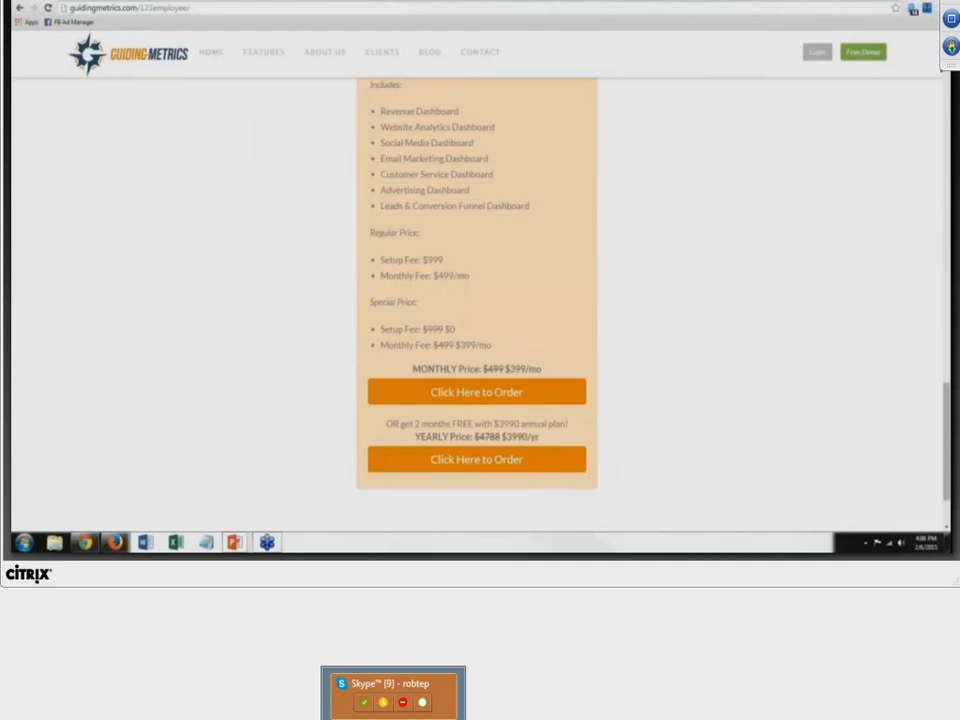 guidingmetrics.com/123employee/
Apps FB Ad Manager
GUIDING METRICS HOME FEATURES ABOUT US CLIENTS BLOG CONTACT Login Free Demo
Includes:
• Revenue Dashboard
• Website Analytics Dashboard
• Social Media Dashboard
• Email Marketing Dashboard
• Customer Service Dashboard
• Advertising Dashboard
• Leads & Conversion Funnel Dashboard
Regular Price:
• Setup Fee: $999
• Monthly Fee: $499/mo
Special Price:
• Setup Fee: $999 $0
• Monthly Fee: $499 $399/mo
MONTHLY Price: $499 $399/mo
Click Here to Order
OR get 2 months FREE with $3990 annual plan!
YEARLY Price: $4788 $3990/yr
Click Here to Order
4:06 PM
2/6/2015
CITRIX
Skype™ [9] - robtep